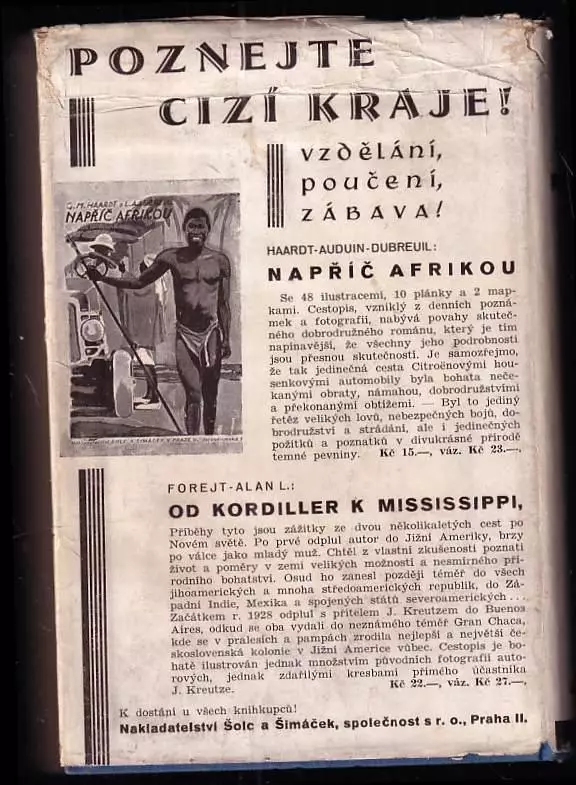 POZNEJTE
CIZÍ KRAJE!
VZDĚLÁNÍ,
POUČENÍ,
ZÁBAVA!
NAPŘÍČ AFRIKOU
HAARDT-AUDUIN-DUBREUIL:
NAPŘÍČ AFRIKOU
Se 48 ilustracemi, 10 plánky a 2 map-
kami. Cestopis, vzniklý z denních pozná-
mek a fotografií, nabývá povahy skuteč-
ného dobrodružného románu, který je tím
napínavější, že všechny jeho podrobnosti
jsou přesnou skutečností. Je samozřejmo,
že tak jedinečná cesta Citroënovými hou-
senkovými automobily byla bohata neče-
kanými obraty, námahou, dobrodružstvími
a překonanými obtížemi. — Byl to jediný
řetěz velikých lovů, nebezpečných bojů, do-
brodružství a strádání, ale i jedinečných
požitků a poznatků v divukrásné přírodě
temné pevniny. Kč 15.—, váz. Kč 23.—,
FOREJT-ALAN L.:
OD KORDILLER K MISSISSIPPI,
Příběhy tyto jsou zážitky ze dvou několikaletých cest po
Novém světě. Po prvé odplul autor do Jižní Ameriky, brzy
po válce jako mladý muž. Chtěl z vlastní zkušenosti poznati
život a poměry v zemi velikých možností a nesmírného pří-
rodního bohatství. Osud ho zanesl později téměř do všech
jihoamerických a mnoha středoamerických republik, do Zá-
padní Indie, Mexika a spojených států severoamerických...
Začátkem r. 1928 odplul s přítelem J. Kreutzem do Buenos
Aires, odkud se oba vydali do neznámého téměř Gran Chaca,
kde se v pralesích a pampách zrodila nejlepší a největší če-
skoslovenská kolonie v Jižní Americe vůbec. Cestopis je bo-
hatě ilustrován jednak množstvím původních fotografií auto-
rových, jednak zdařilými kresbami přímého účastníka
J. Kreutze. Kč 22.—, váz. Kč 27.—,
K dostání u všech knihkupců!
Nakladatelství Šolc a Šimáček, společnost s r. o., Praha II.